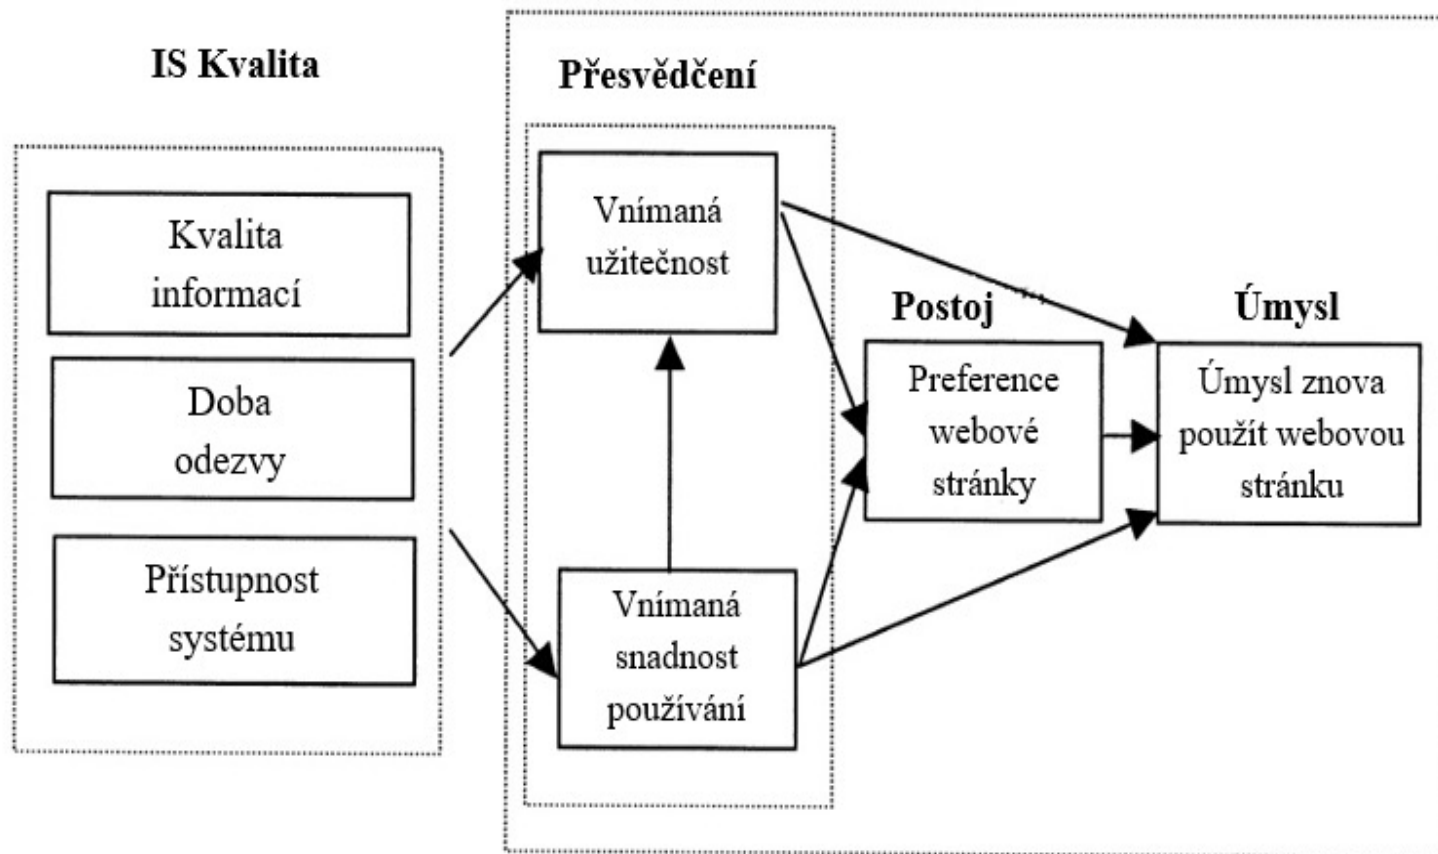 IS Kvalita
Kvalita
informací
Doba
odezvy
Přístupnost
systému
Přesvědčení
Vnímaná
užitečnost
Vnímaná
snadnost
používání
Postoj
Preference
webové
stránky
Úmysl
Úmysl znova
použít webovou
stránku